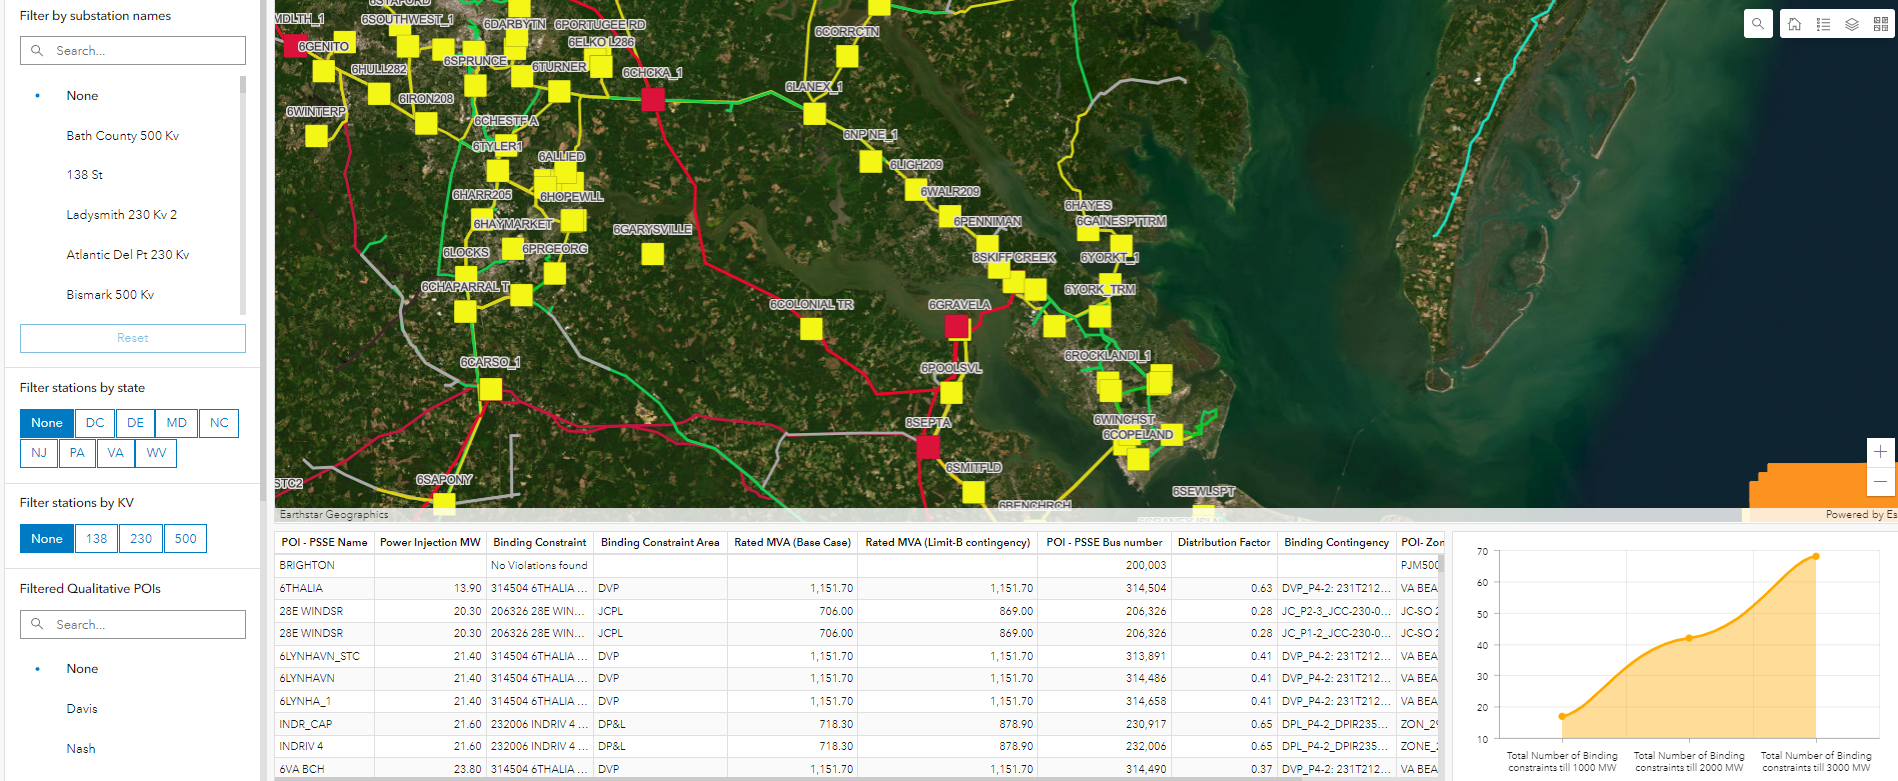 Filter by substation names
Search...
None
Bath County 500 Kv
138 St
Ladysmith 230 Kv 2
Atlantic Del Pt 230 Kv
Bismark 500 Kv
Reset
Filter stations by state
None DC DE MD NC
NJ PA VA WV
Filter stations by KV
None 138 230 500
Filtered Qualitative POIs
Search...
None
Davis
Nash
MDLTH_1
6SOUTHWEST_1
6DARBYTN
6PORTUGEE RD
6GENITO
6ELKO L286
6CORRCTN
6SPRUNCE
6HULL282
6TURNER
6CHCKA_1
6LANEX_1
6IRON208
6WINTERP
6CHESTF A
6NP NE_1
6TYLER1
6ALLIED
6LIGH209
6HARR205
6HOPEWLL
6WALR209
6HAYES
6HAYMARKET
6GARYSVILLE
6PENNIMAN
6GAINESPTTRM
6LOCKS
6PRGEORG
8SKIFF CREEK
6YORKT_1
6CHAPARRAL T
6YORK_TRM
6COLONIAL TR
6GRAVELA
6CARSO_1
6POOLSVL
6ROCKLANDL_1
8SEPTA
6WINCHST
6COPELAND
6SMITFLD
STC2
6SAPONY
6SEWLSPT
6BENCHRCH
Earthstar Geographics
Powered by Es
POI - PSSE Name Power Injection MW Binding Constraint Binding Constraint Area Rated MVA (Base Case) Rated MVA (Limit-B contingency) POI - PSSE Bus number Distribution Factor Binding Contingency POI- Zon
BRIGHTON No Violations found 200,003 PJM500
6THALIA 13.90 314504 6THALIA ... DVP 1,151.70 1,151.70 314,504 0.63 DVP_P4-2: 231T212... VA BEA
28E WINDSR 20.30 206326 28E WIN... JCPL 706.00 869.00 206,326 0.28 JC_P2-3_JCC-230-0... JC-SO 2
28E WINDSR 20.30 206326 28E WIN... JCPL 706.00 869.00 206,326 0.28 JC_P1-2_JCC-230-0... JC-SO 2
6LYNHAVN_STC 21.40 314504 6THALIA ... DVP 1,151.70 1,151.70 313,891 0.41 DVP_P4-2: 231T212... VA BEA
6LYNHAVN 21.40 314504 6THALIA ... DVP 1,151.70 1,151.70 314,486 0.41 DVP_P4-2: 231T212... VA BEA
6LYNHA_1 21.40 314504 6THALIA ... DVP 1,151.70 1,151.70 314,658 0.41 DVP_P4-2: 231T212... VA BEA
INDR_CAP 21.60 232006 INDRIV 4 ... DP&L 718.30 878.90 230,917 0.65 DPL_P4-2_DPIR235... ZON_29
INDRIV 4 21.60 232006 INDRIV 4 ... DP&L 718.30 878.90 232,006 0.65 DPL_P4-2_DPIR235... ZONE_2
6VA BCH 23.80 314504 6THALIA ... DVP 1,151.70 1,151.70 314,490 0.37 DVP_P4-2: 231T212... VA BEA
70
60
50
40
30
20
10
Total Number of Binding constraints till 1000 MW
Total Number of Binding constraints till 2000 MW
Total Number of Binding constraints till 3000 MW